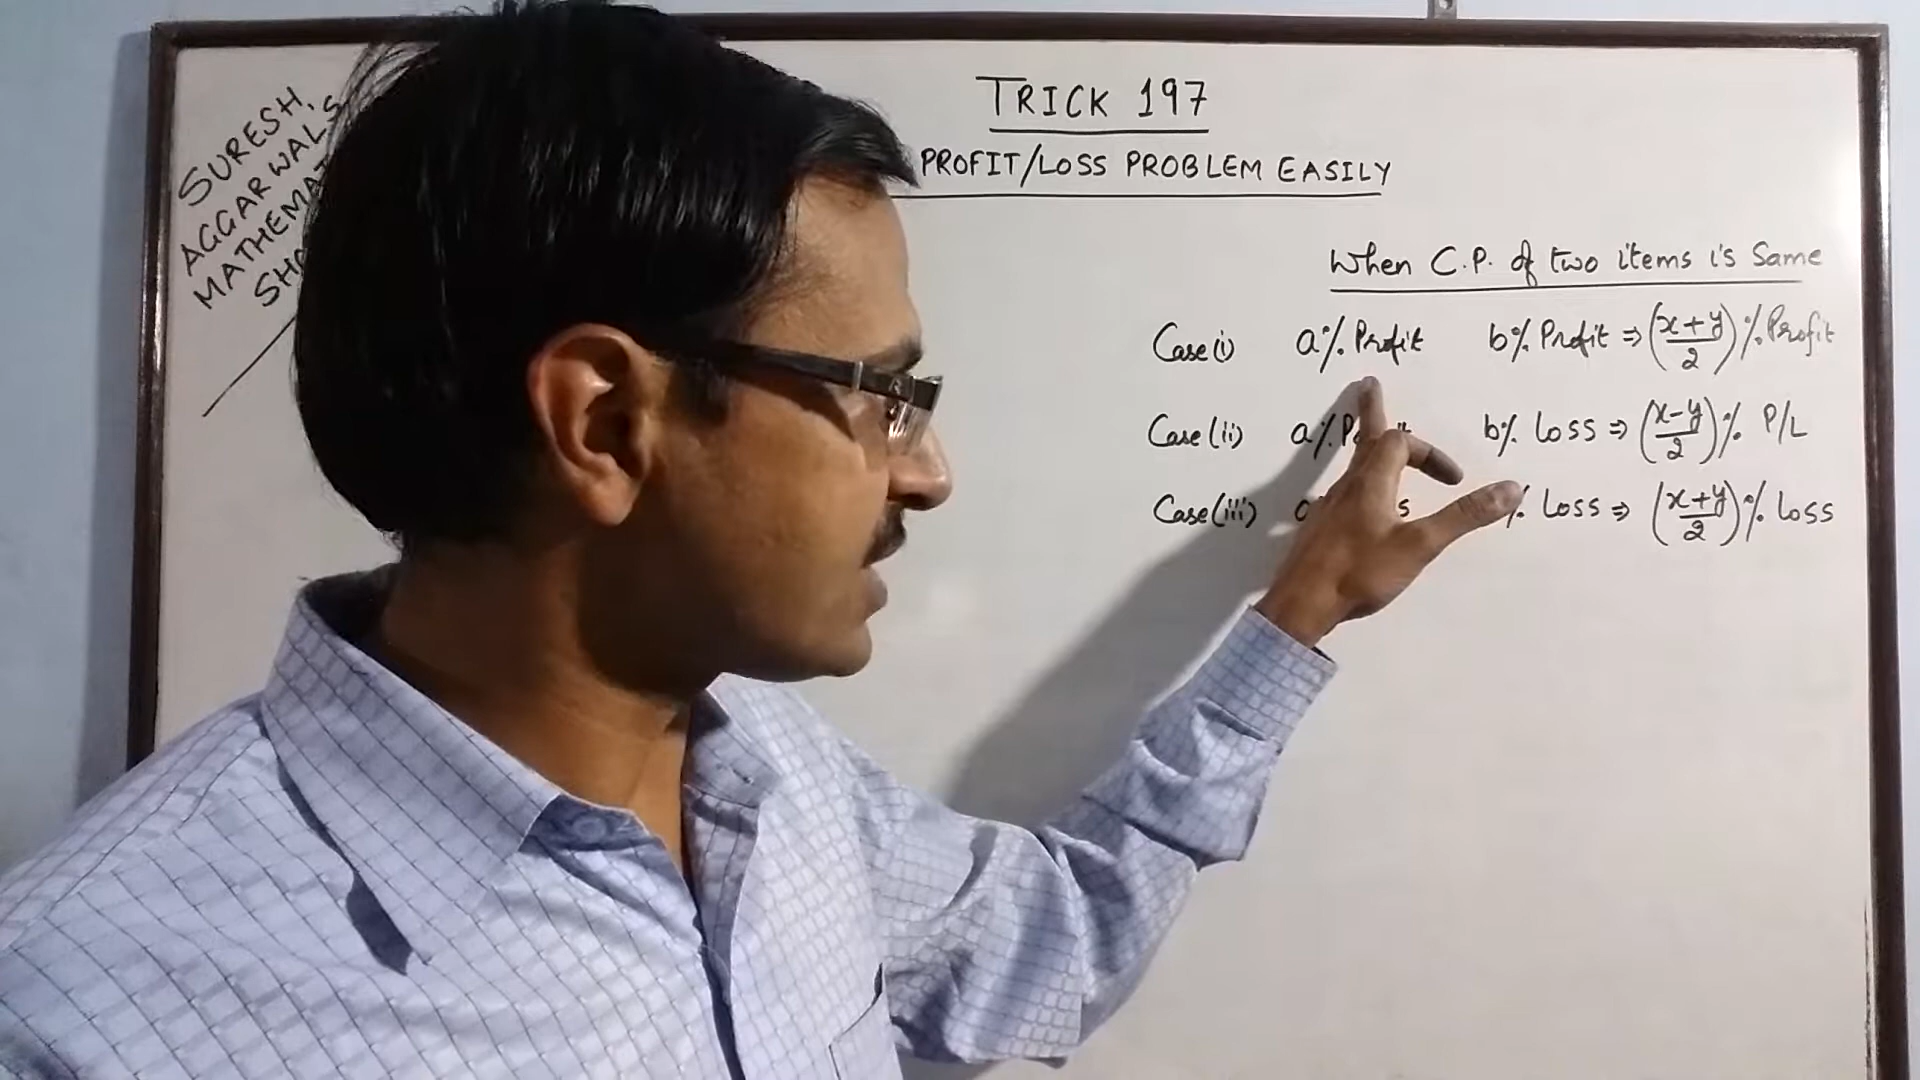 SURESH
AGGARWAL'S
TRICK 197
PROFIT/LOSS PROBLEM EASILY
When C.P. of two items is Same
Case(i) a% Profit b% Profit ⇒ (x+y/2)% Profit
Case(ii) a% b% Loss ⇒ (x-y/2)% P/L
Case(iii) % Loss ⇒ (x+y/2)% Loss